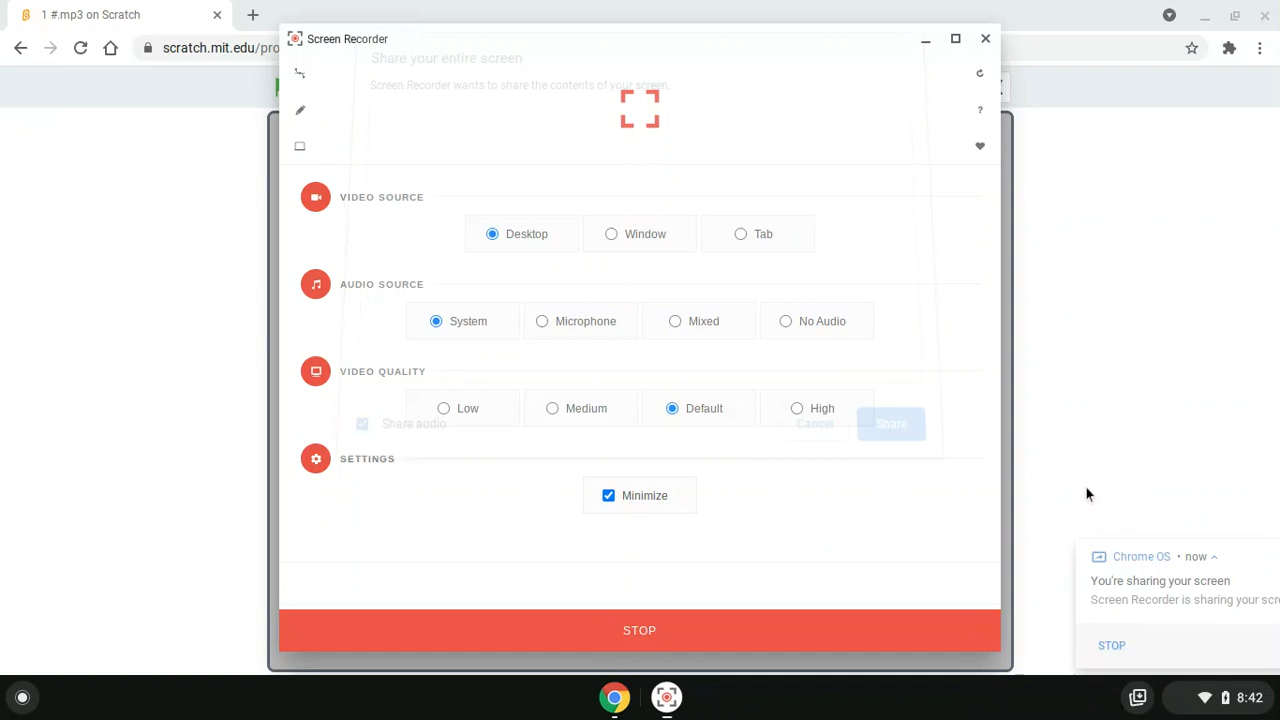 1 #.mp3 on Scratch
scratch.mit.edu/pro
Screen Recorder
Share your entire screen
Screen Recorder wants to share the contents of your screen.
?
VIDEO SOURCE
Desktop
Window
Tab
AUDIO SOURCE
System
Microphone
Mixed
No Audio
VIDEO QUALITY
Low
Medium
Default
High
Share audio
Cancel
Share
SETTINGS
Minimize
Chrome OS • now
You're sharing your screen
Screen Recorder is sharing your scre
STOP
STOP
8:42